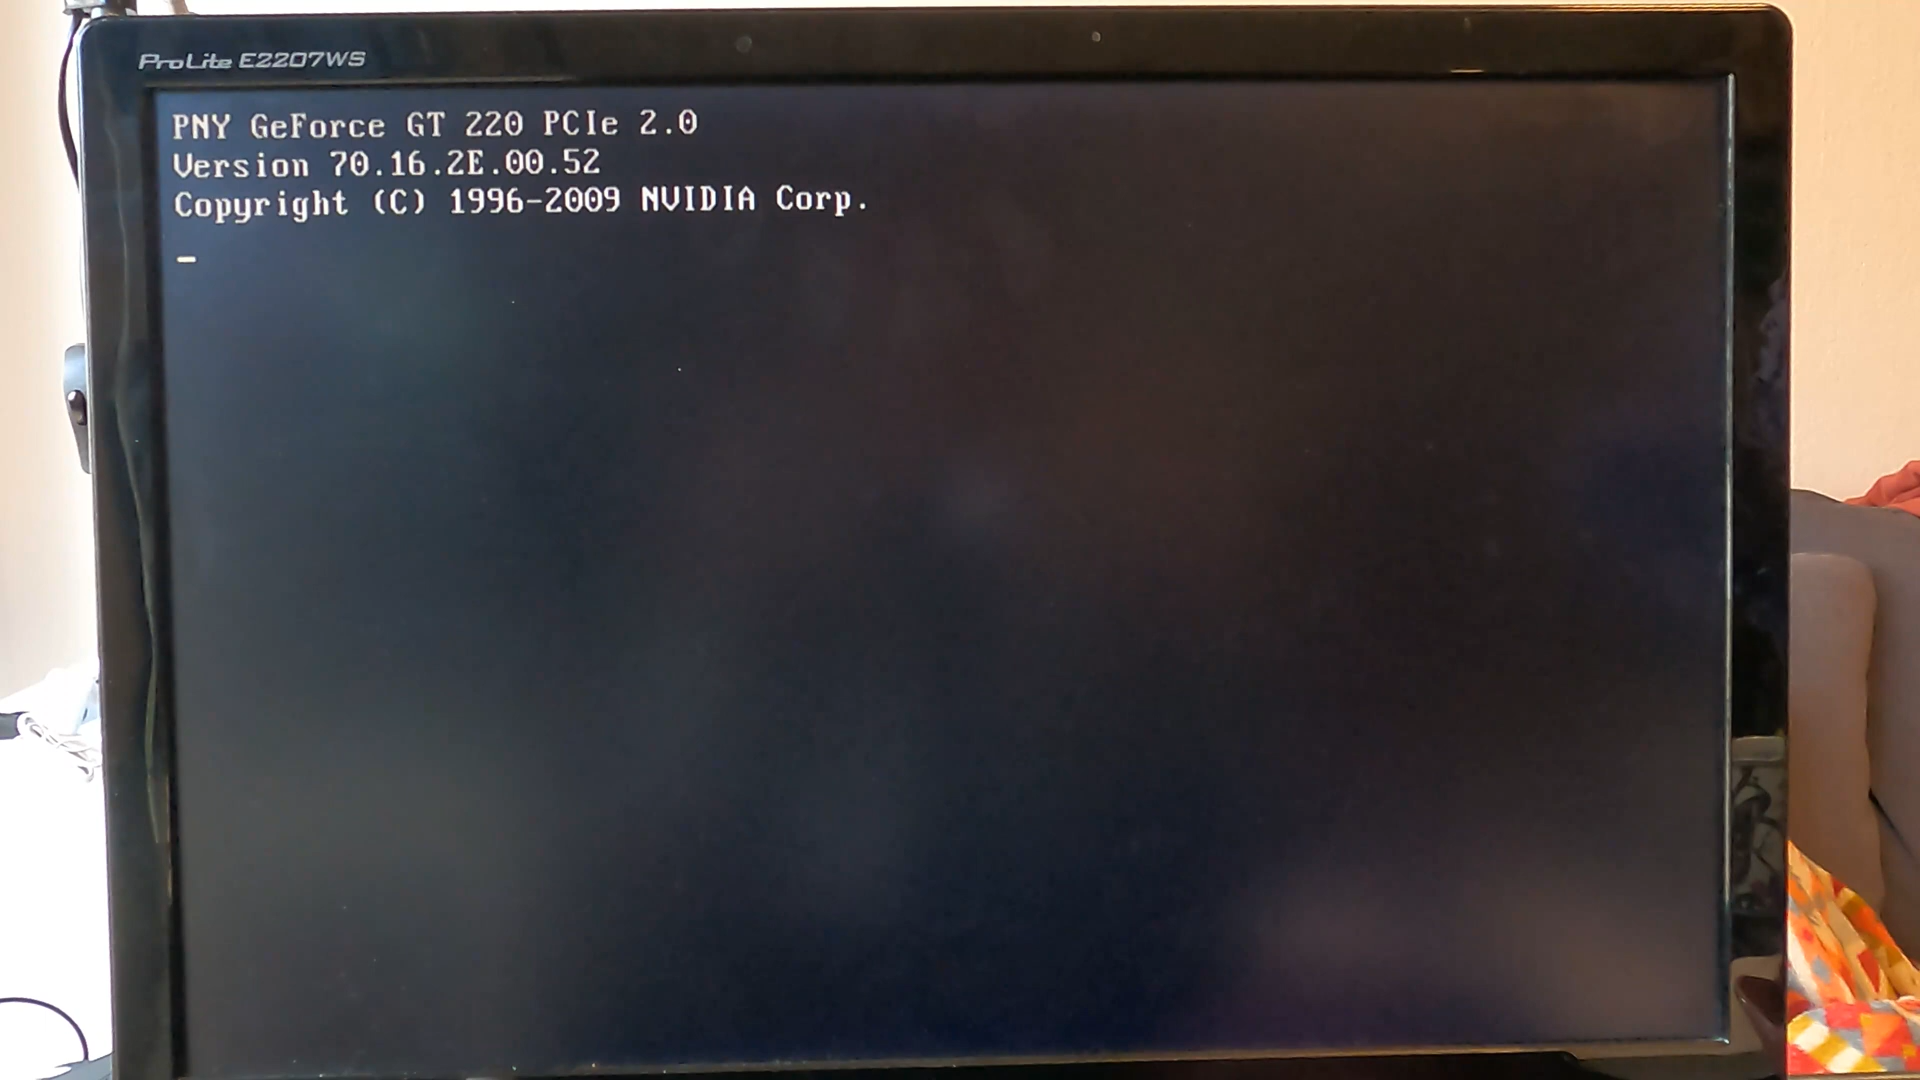 ProLite E2207WS
PNY GeForce GT 220 PCIe 2.0
Version 70.16.2E.00.52
Copyright (C) 1996-2009 NVIDIA Corp.
_